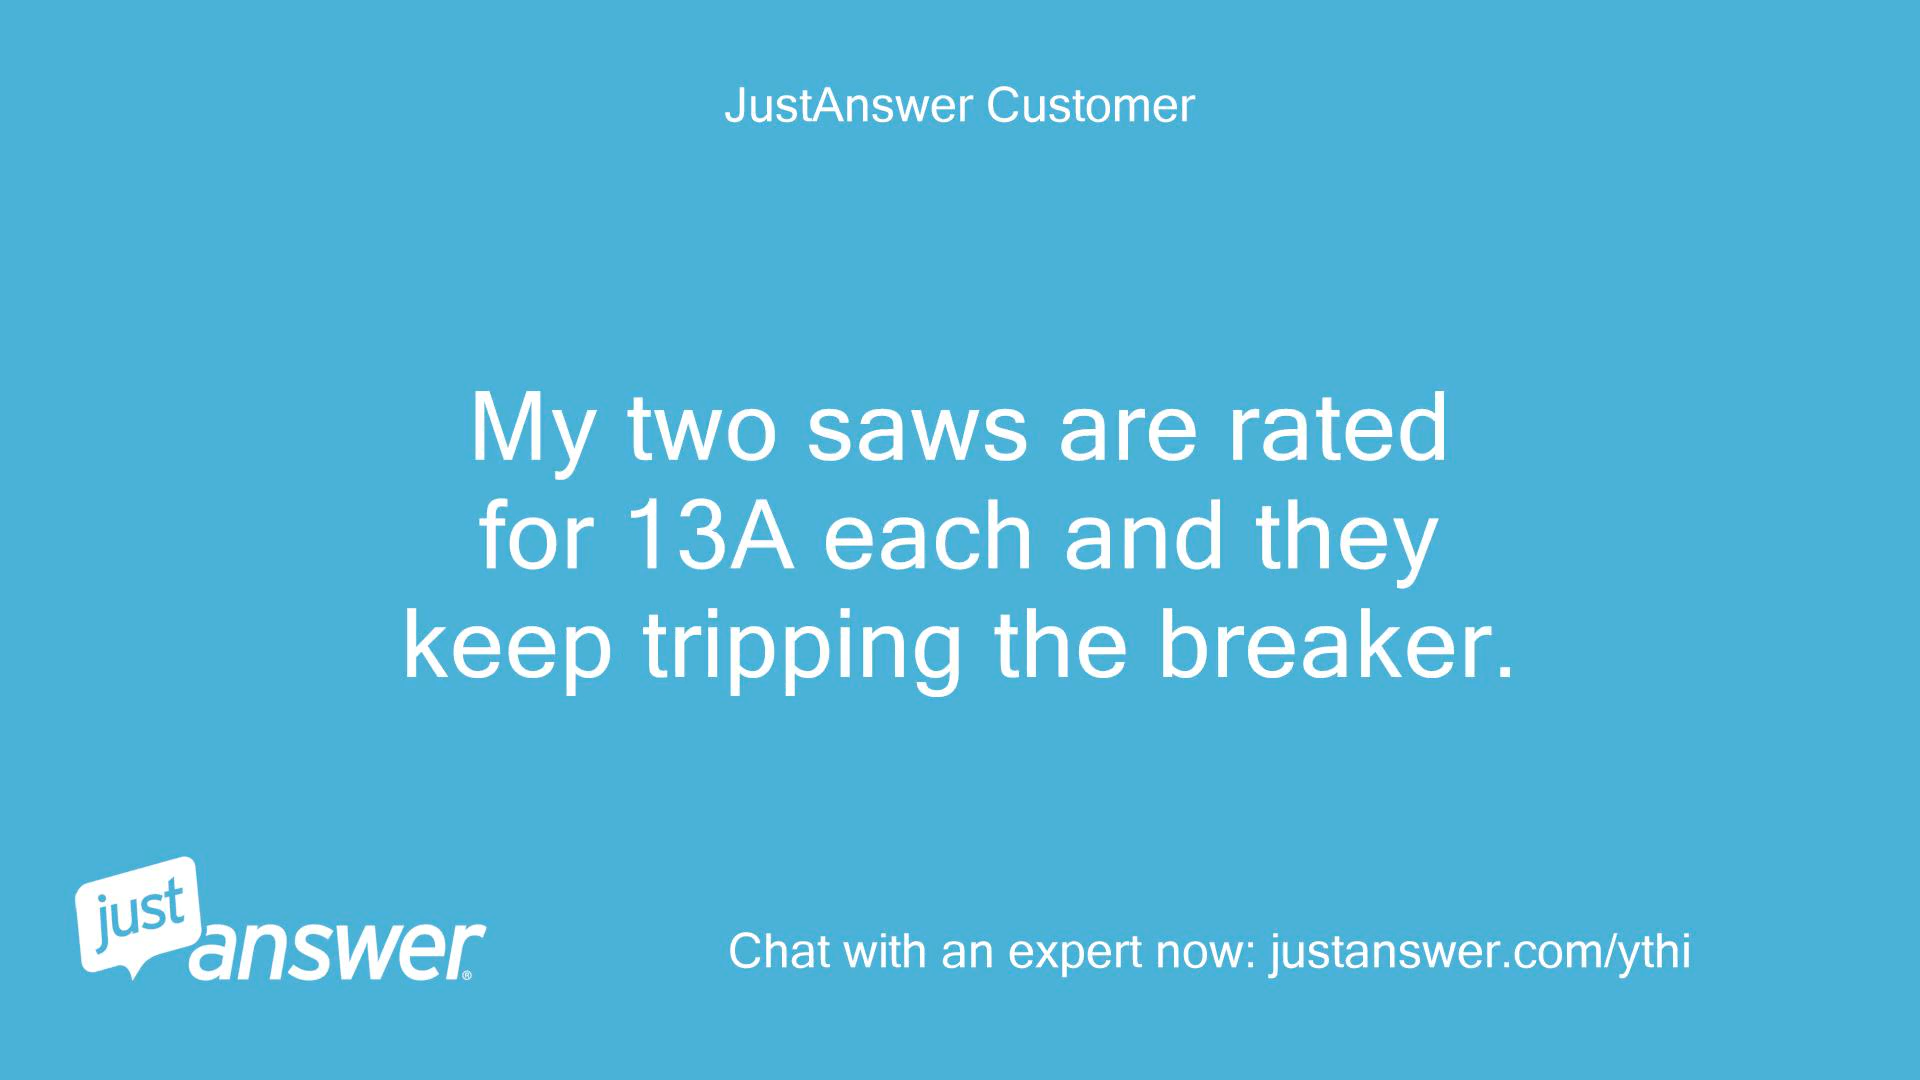 JustAnswer Customer
My two saws are rated
for 13A each and they
keep tripping the breaker.
just
answer®
Chat with an expert now: justanswer.com/ythi